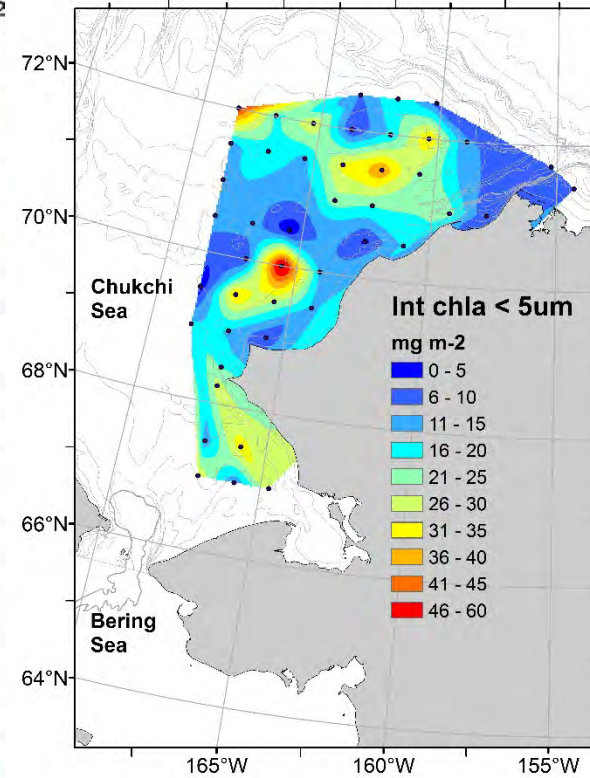 72°N
70°N
Chukchi
Sea
Int chla < 5um
mg m-2
68°N
0 - 5
6 - 10
11 - 15
16 - 20
21 - 25
26 - 30
31 - 35
36 - 40
41 - 45
46 - 60
66°N
Bering
Sea
64°N
165°W
160°W
155°W